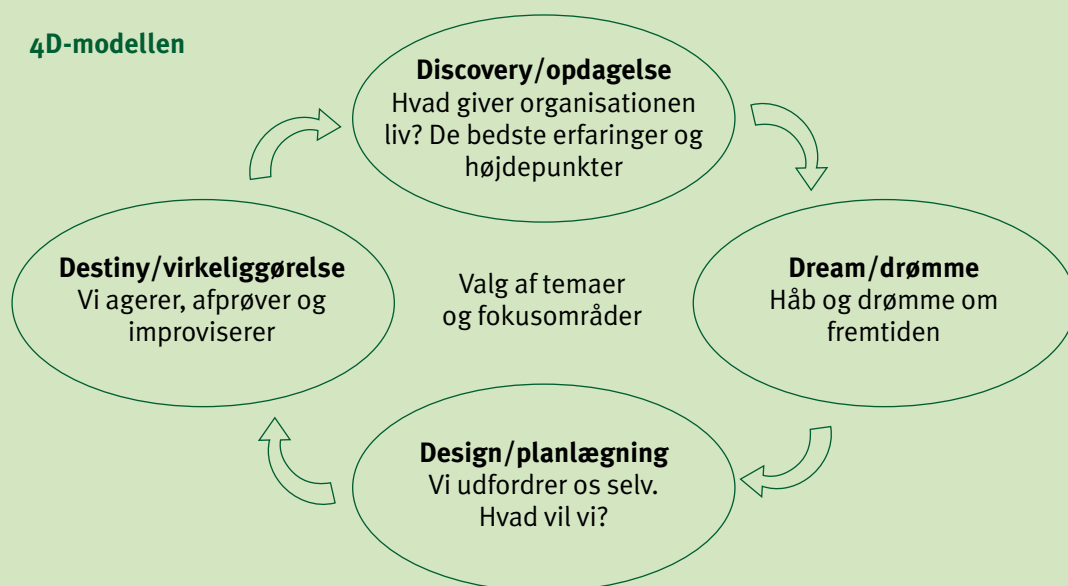 4D-modellen
Discovery/opdagelse
Hvad giver organisationen
liv? De bedste erfaringer og
højdepunkter
Dream/drømme
Håb og drømme om
fremtiden
Design/planlægning
Vi udfordrer os selv.
Hvad vil vi?
Destiny/virkeliggørelse
Vi agerer, afprøver og
improviserer
Valg af temaer
og fokusområder